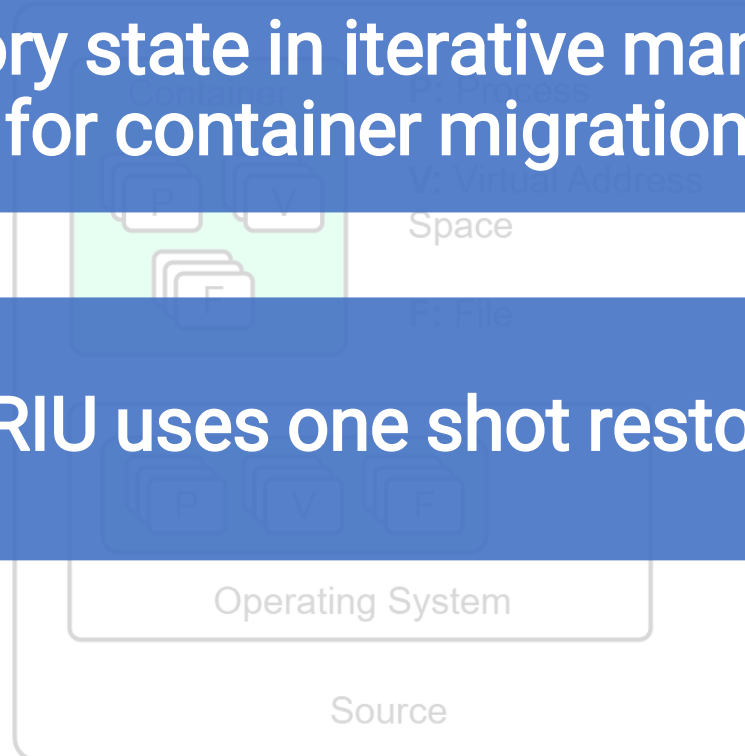 ory state in iterative mar
Container
P: Process
for container migration
V: Virtual Address
P V
Space
F
F: File
RIU uses one shot resto
P V F
Operating System
Source